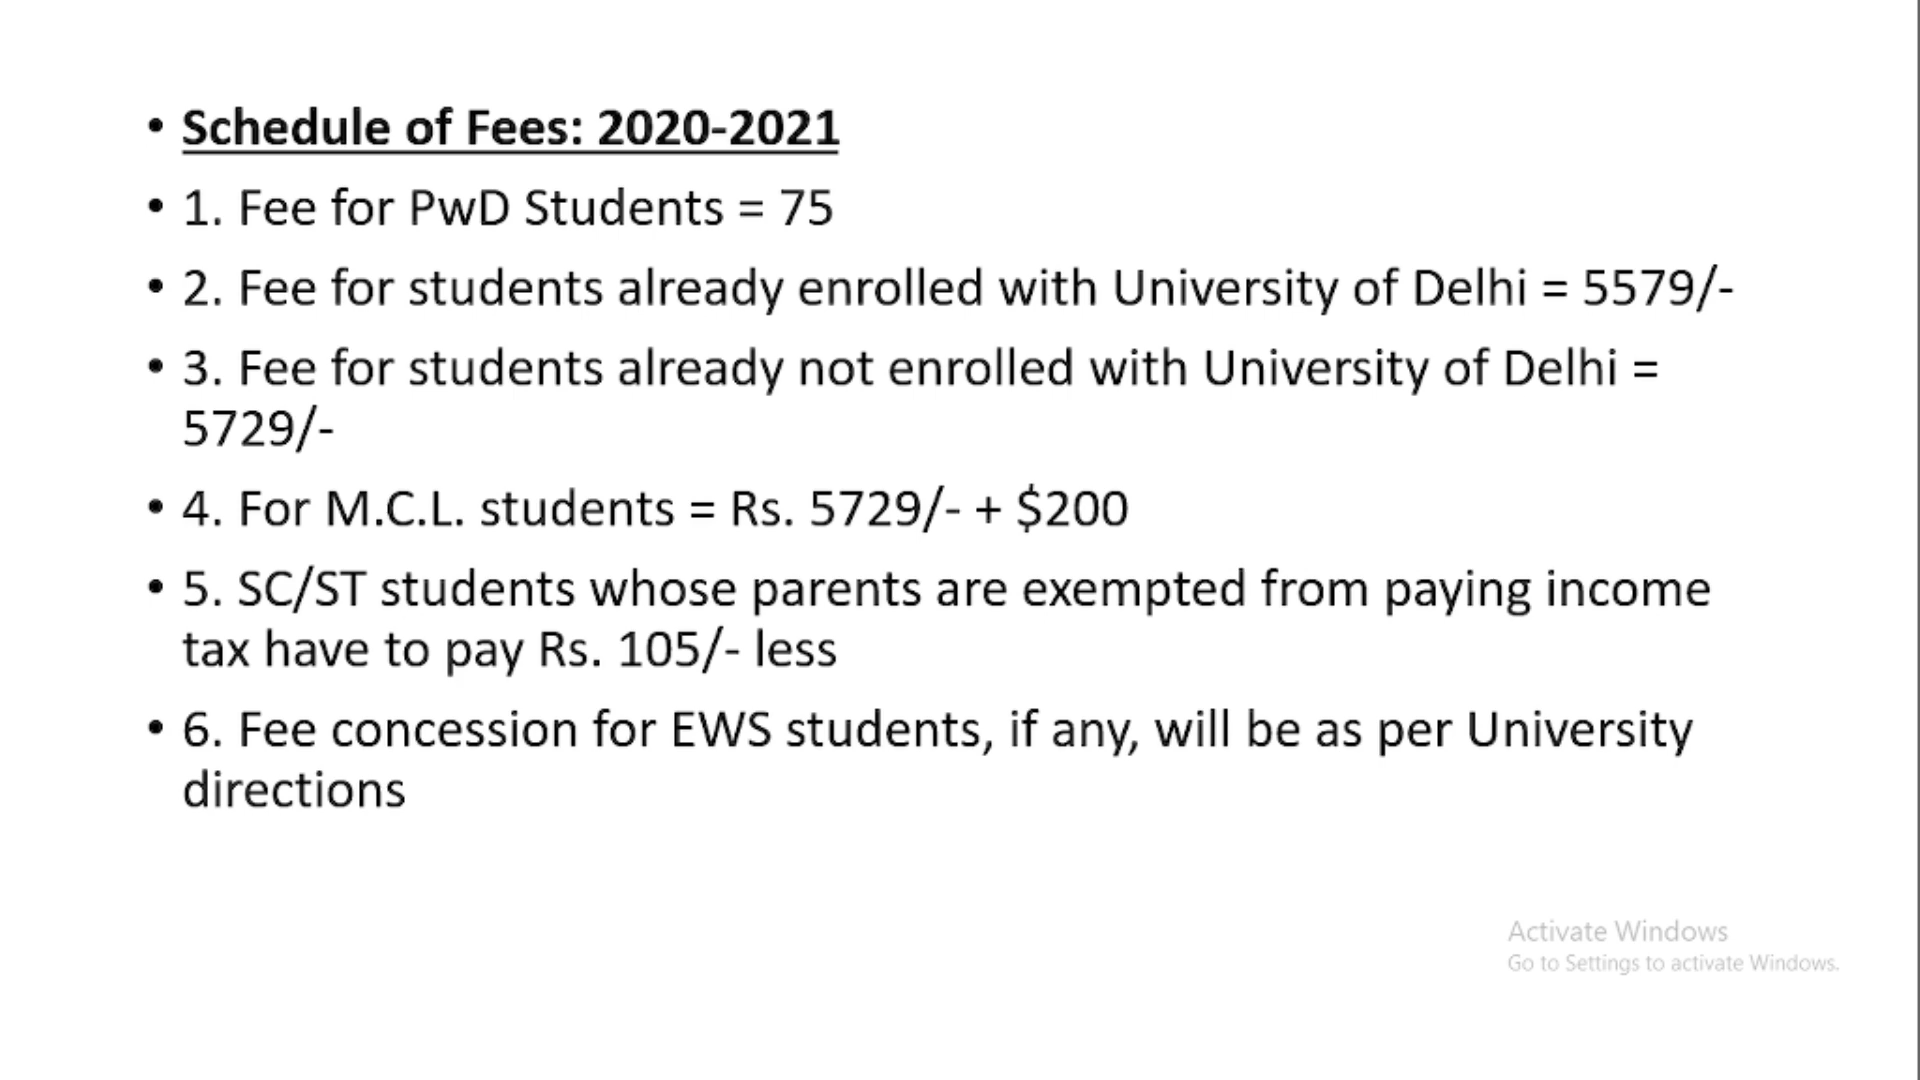 • Schedule of Fees: 2020-2021
• 1. Fee for PwD Students = 75
• 2. Fee for students already enrolled with University of Delhi = 5579/-
• 3. Fee for students already not enrolled with University of Delhi =
5729/-
• 4. For M.C.L. students = Rs. 5729/- + $200
• 5. SC/ST students whose parents are exempted from paying income
tax have to pay Rs. 105/- less
• 6. Fee concession for EWS students, if any, will be as per University
directions
Activate Windows
Go to Settings to activate Windows.